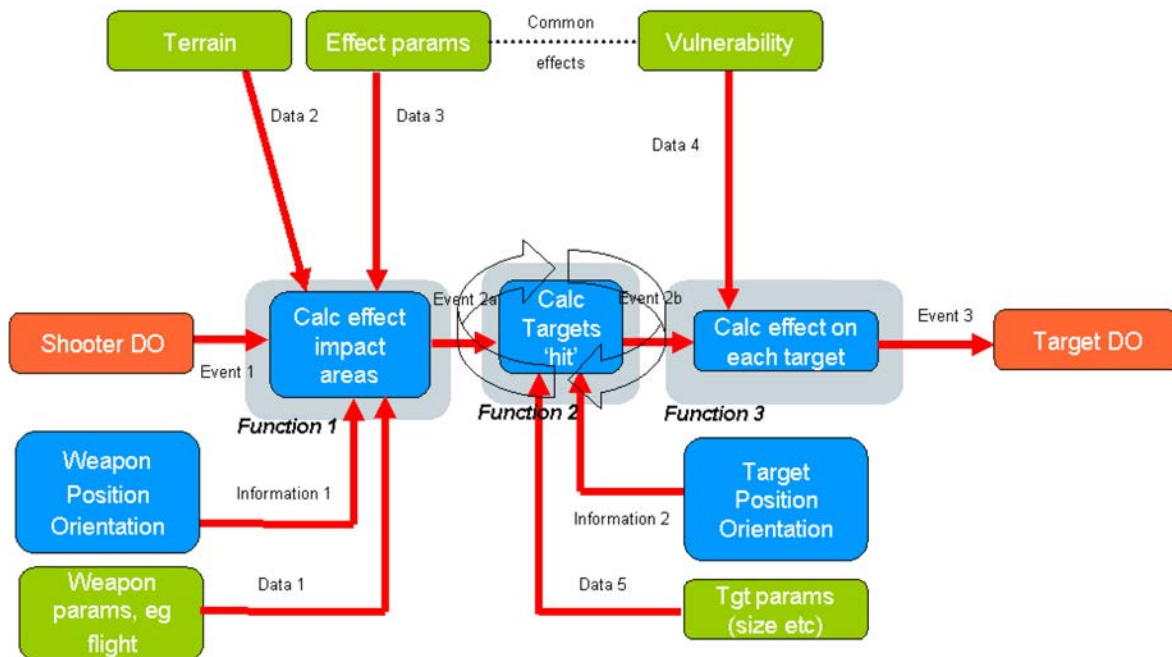 Terrain
Effect params
Common
effects
Vulnerability
Data 2
Data 3
Data 4
Shooter DO
Event 1
Calc effect
impact
areas
Function 1
Event 2a
Calc
Targets
‘hit’
Function 2
Event 2b
Calc effect on
each target
Function 3
Event 3
Target DO
Weapon
Position
Orientation
Information 1
Weapon
params, eg
flight
Data 1
Information 2
Target
Position
Orientation
Data 5
Tgt params
(size etc)